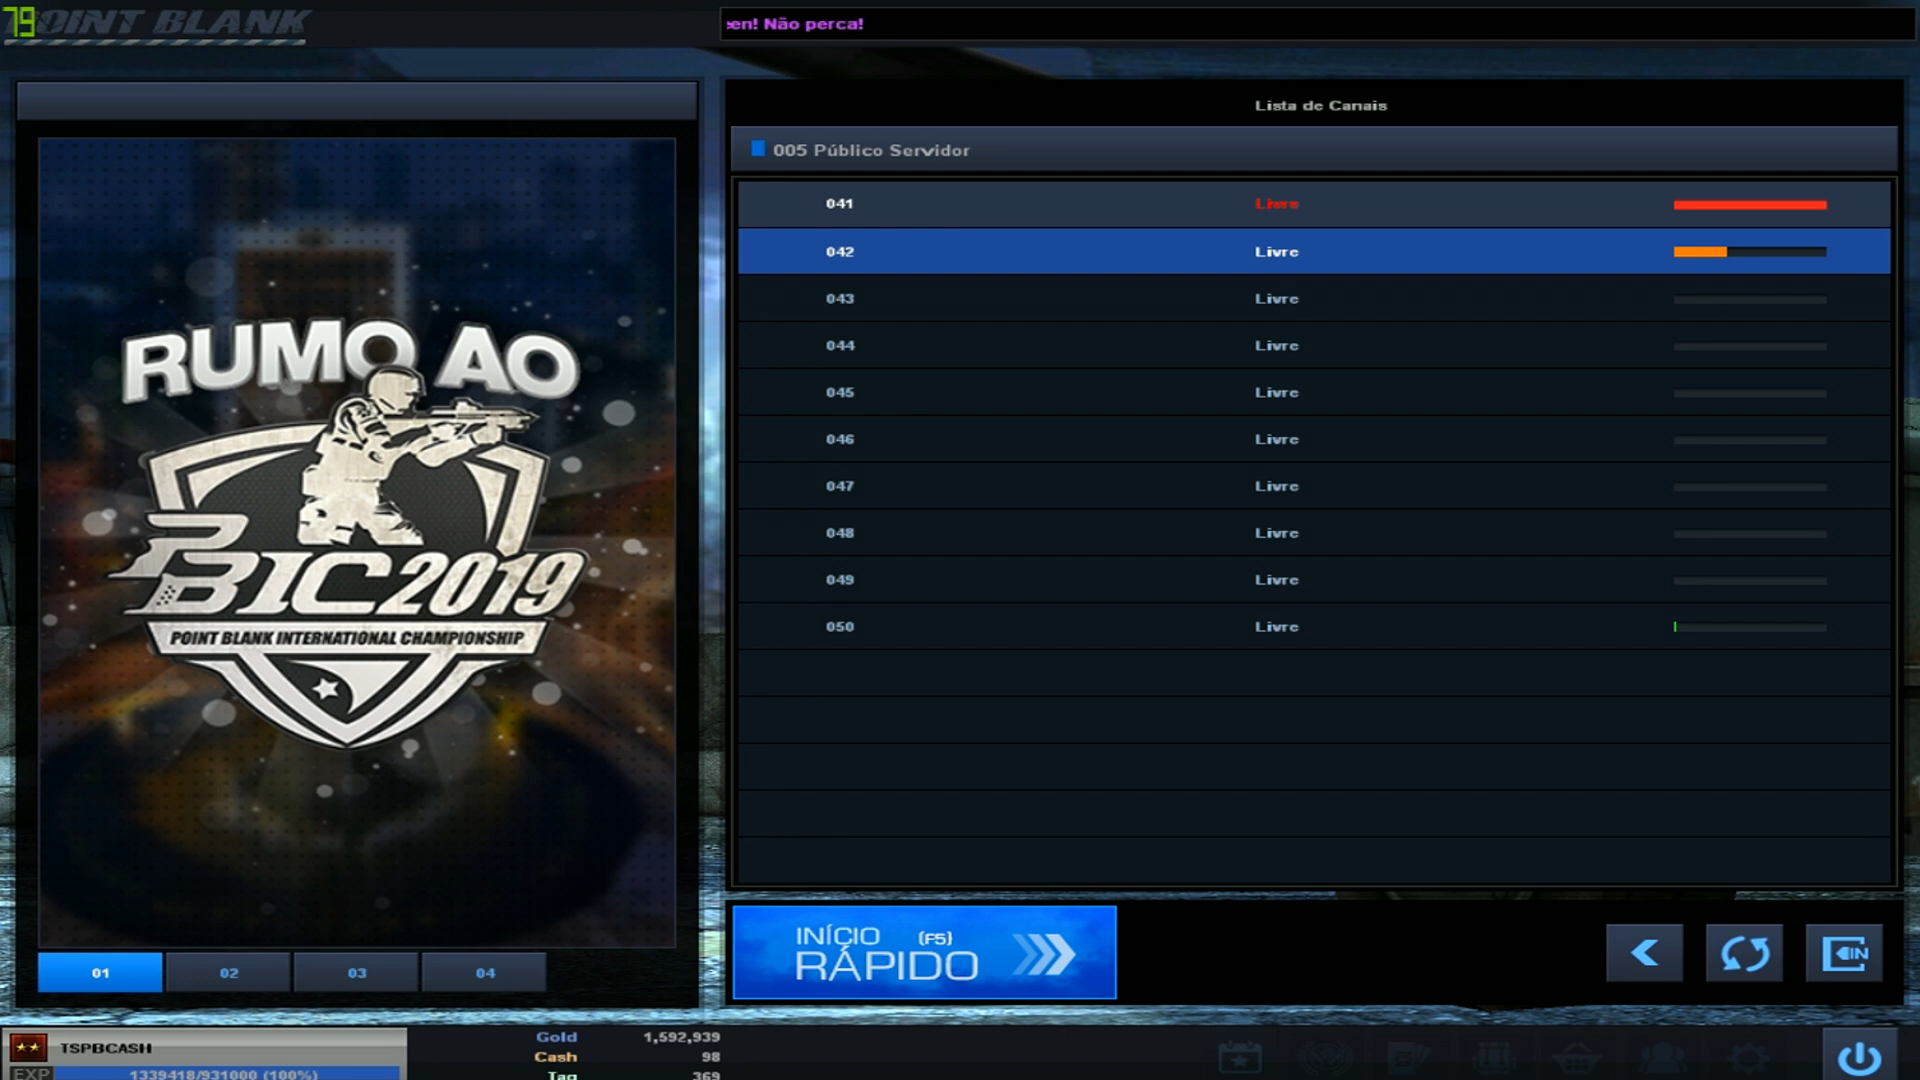 79
POINT BLANK
en! Não perca!
Lista de Canais
005 Público Servidor
041 Livre
042 Livre
043 Livre
044 Livre
045 Livre
046 Livre
047 Livre
048 Livre
049 Livre
050 Livre
RUMO AO
PBIC2019
POINT BLANK INTERNATIONAL CHAMPIONSHIP
01 02 03 04
INÍCIO (F5)
RÁPIDO
IN
TSPBCASH
EXP 1339418/931000 (100%)
Gold 1,592,939
Cash 98
Tag 369